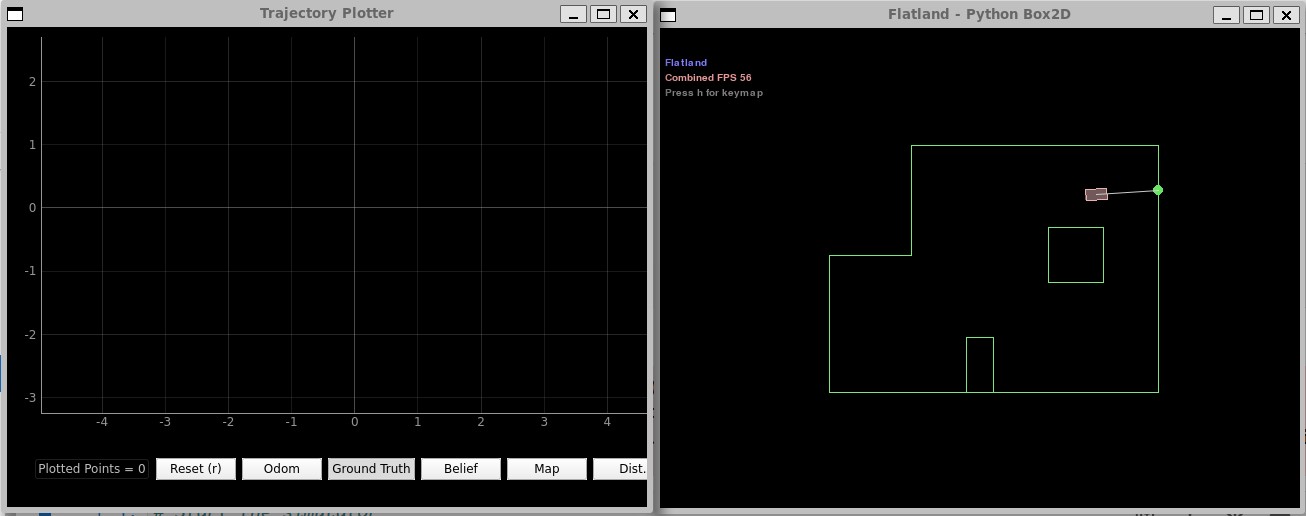 Trajectory Plotter
2
1
0
-1
-2
-3
-4 -3 -2 -1 0 1 2 3 4
Plotted Points = 0 Reset (r) Odom Ground Truth Belief Map Dist.
Flatland - Python Box2D
Flatland
Combined FPS 56
Press h for keymap